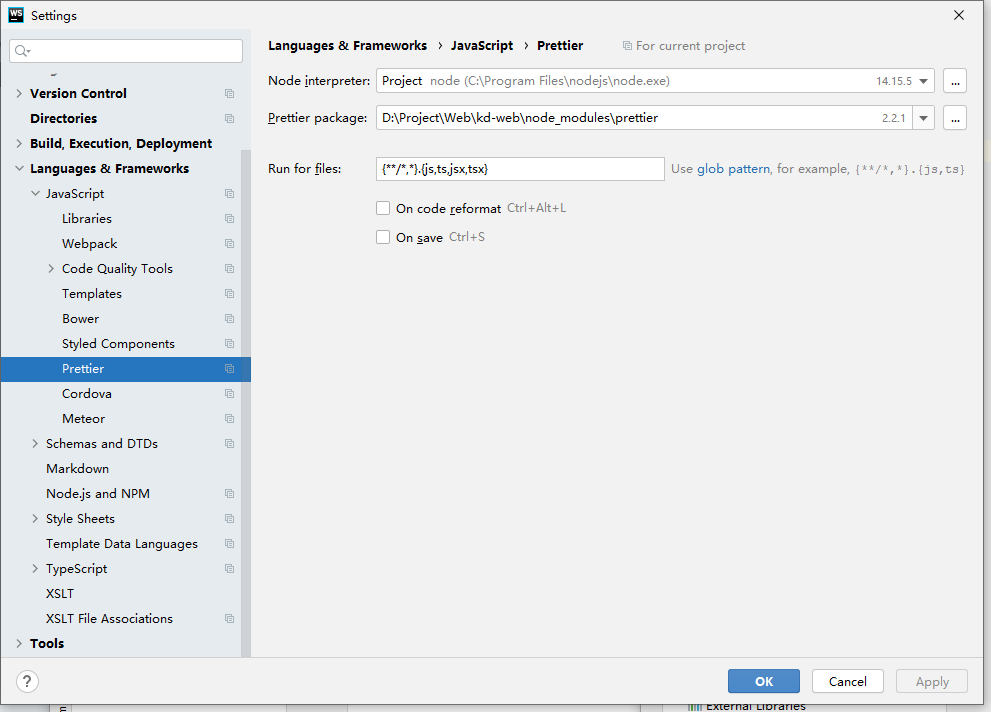 WS Settings
Version Control
Directories
Build, Execution, Deployment
Languages & Frameworks
JavaScript
Libraries
Webpack
Code Quality Tools
Templates
Bower
Styled Components
Prettier
Cordova
Meteor
Schemas and DTDs
Markdown
Node.js and NPM
Style Sheets
Template Data Languages
TypeScript
XSLT
XSLT File Associations
Tools
Languages & Frameworks › JavaScript › Prettier For current project
Node interpreter: Project node (C:\Program Files\nodejs\node.exe) 14.15.5 ...
Prettier package: D:\Project\Web\kd-web\node_modules\prettier 2.2.1 ...
Run for files: {**/*,*}.{js,ts,jsx,tsx} Use glob pattern, for example, {**/*,*}.{js,ts}
On code reformat Ctrl+Alt+L
On save Ctrl+S
? OK Cancel Apply
External Libraries